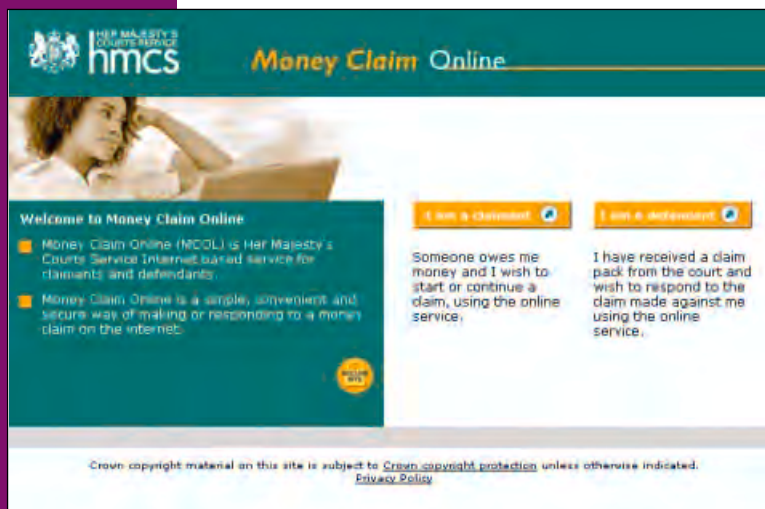 HER MAJESTY'S
COURTS SERVICE
hmcs
Money Claim Online
Welcome to Money Claim Online
Money Claim Online (MCOL) is Her Majesty's
Courts Service Internet based service for
claimants and defendants.
Money Claim Online is a simple, convenient and
secure way of making or responding to a money
claim on the internet.
SECURE
SITE
I am a claimant
Someone owes me
money and I wish to
start or continue a
claim, using the online
service.
I am a defendant
I have received a claim
pack from the court and
wish to respond to the
claim made against me
using the online
service.
Crown copyright material on this site is subject to Crown copyright protection unless otherwise indicated.
Privacy Policy